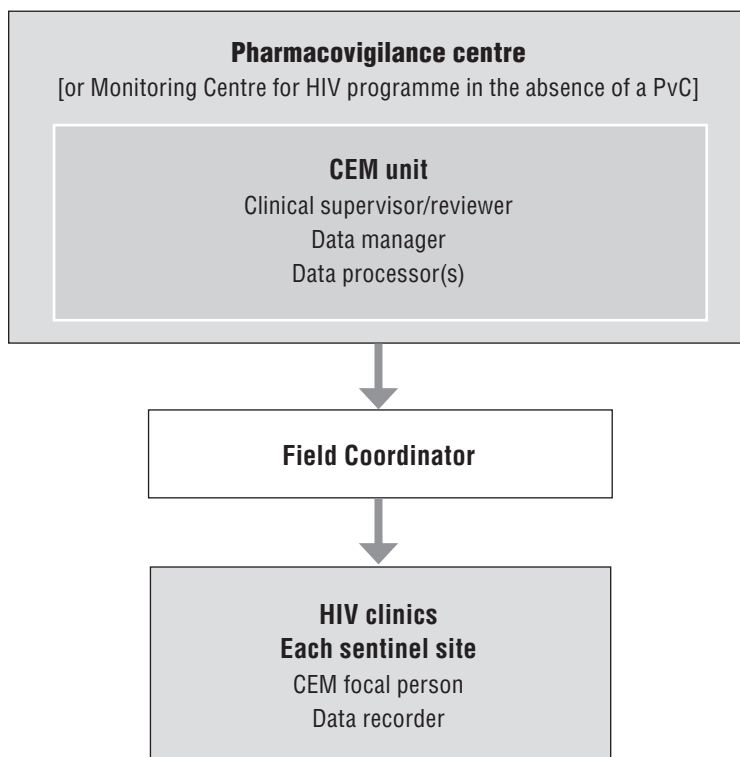 Pharmacovigilance centre
[or Monitoring Centre for HIV programme in the absence of a PvC]
CEM unit
Clinical supervisor/reviewer
Data manager
Data processor(s)
Field Coordinator
HIV clinics
Each sentinel site
CEM focal person
Data recorder